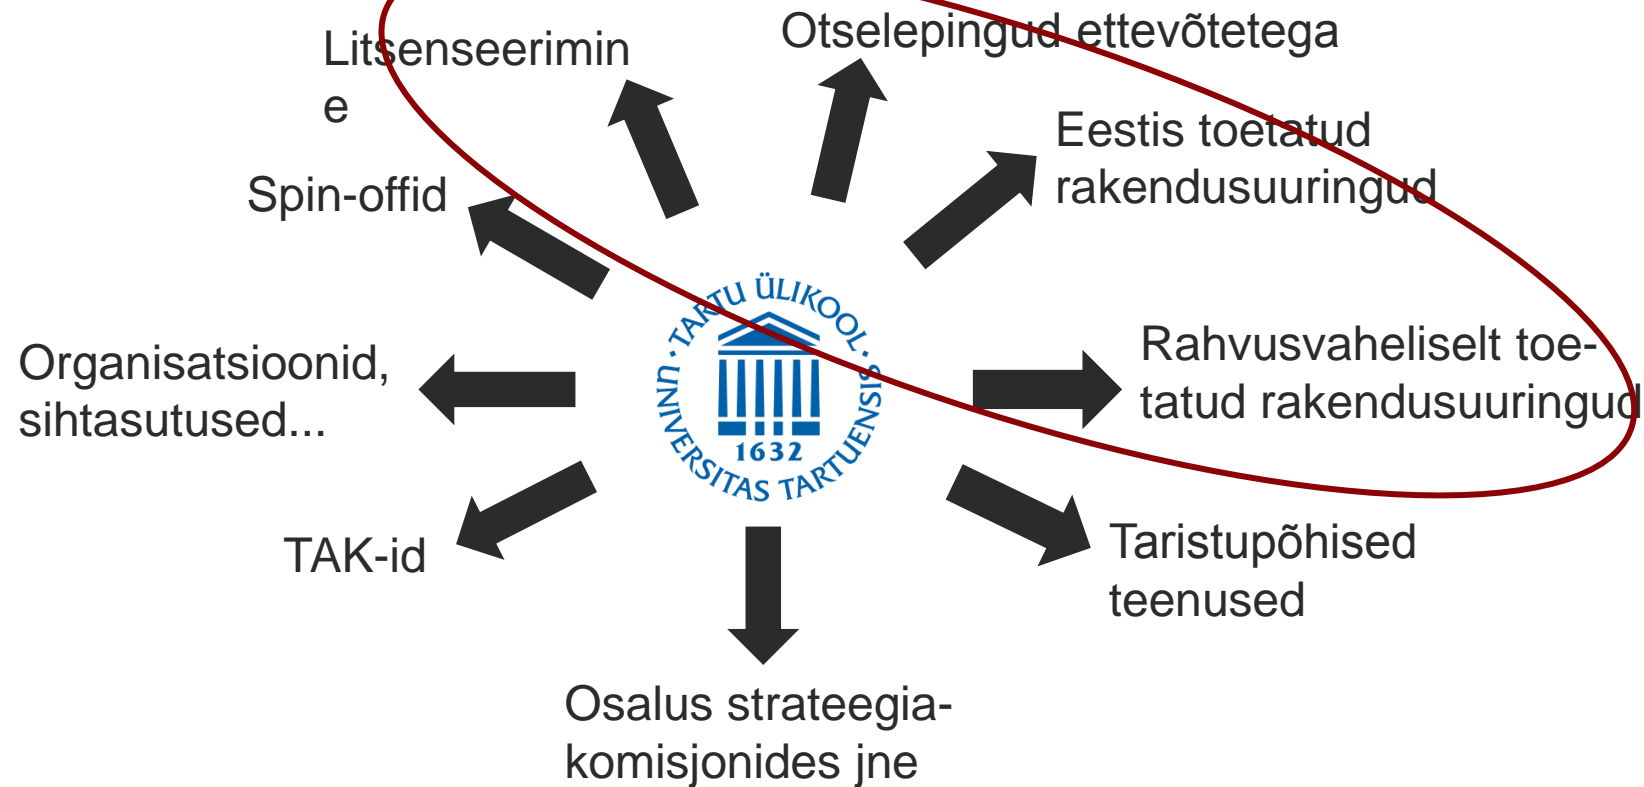 Litsenseerimin
e
Otselepingud ettevõtetega
Eestis toetatud
rakendusuuringud
Spin-offid
TARTU ÜLIKOOL · UNIVERSITAS TARTUENSIS ·
1632
Organisatsioonid,
sihtasutused...
Rahvusvaheliselt toe-
tatud rakendusuuringud
TAK-id
Taristupõhised
teenused
Osalus strateegia-
komisjonides jne